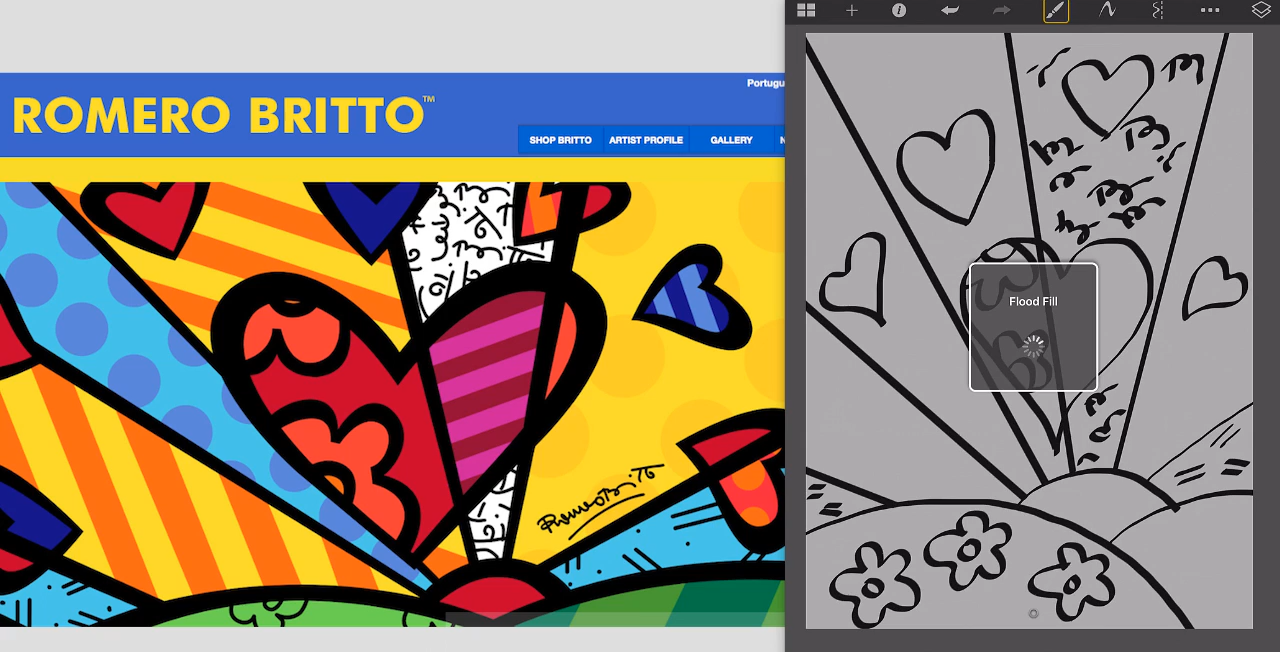 Portugu
ROMERO BRITTO™
SHOP BRITTO ARTIST PROFILE GALLERY N
Flood Fill